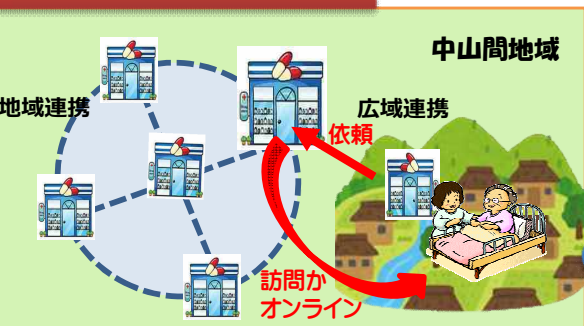 中山間地域
地域連携
広域連携
依頼
訪問か
オンライン